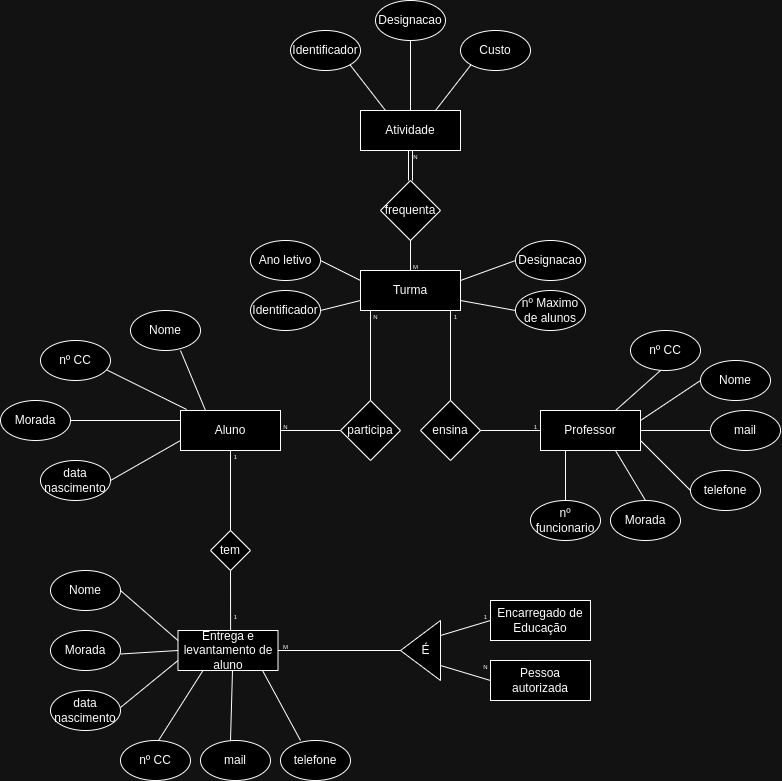 Designacao
Identificador
Custo
Atividade
N
frequenta
M
Ano letivo
Turma
Designacao
Identificador
nº Maximo
de alunos
N
1
Nome
nº CC
nº CC
Nome
Morada
Aluno
N
participa
ensina
1
Professor
mail
data
nascimento
1
telefone
nº
funcionario
Morada
tem
Nome
1
Encarregado de
Educação
1
Morada
Entrega e
levantamento de
aluno
M
É
N
Pessoa
autorizada
data
nascimento
nº CC
mail
telefone